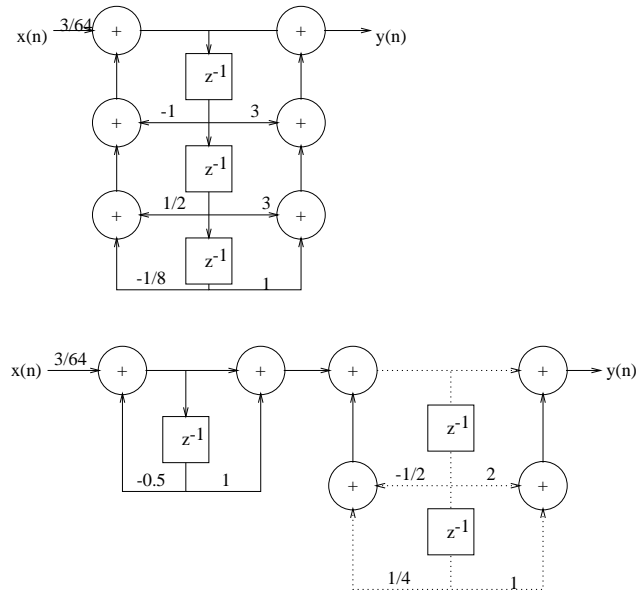 x(n) 3/64 + + y(n)
z-1
+ -1 3 +
z-1
+ 1/2 3 +
z-1
-1/8 1
x(n) 3/64 + + + + y(n)
z-1
z-1
-0.5 1
+ -1/2 2 +
z-1
1/4 1